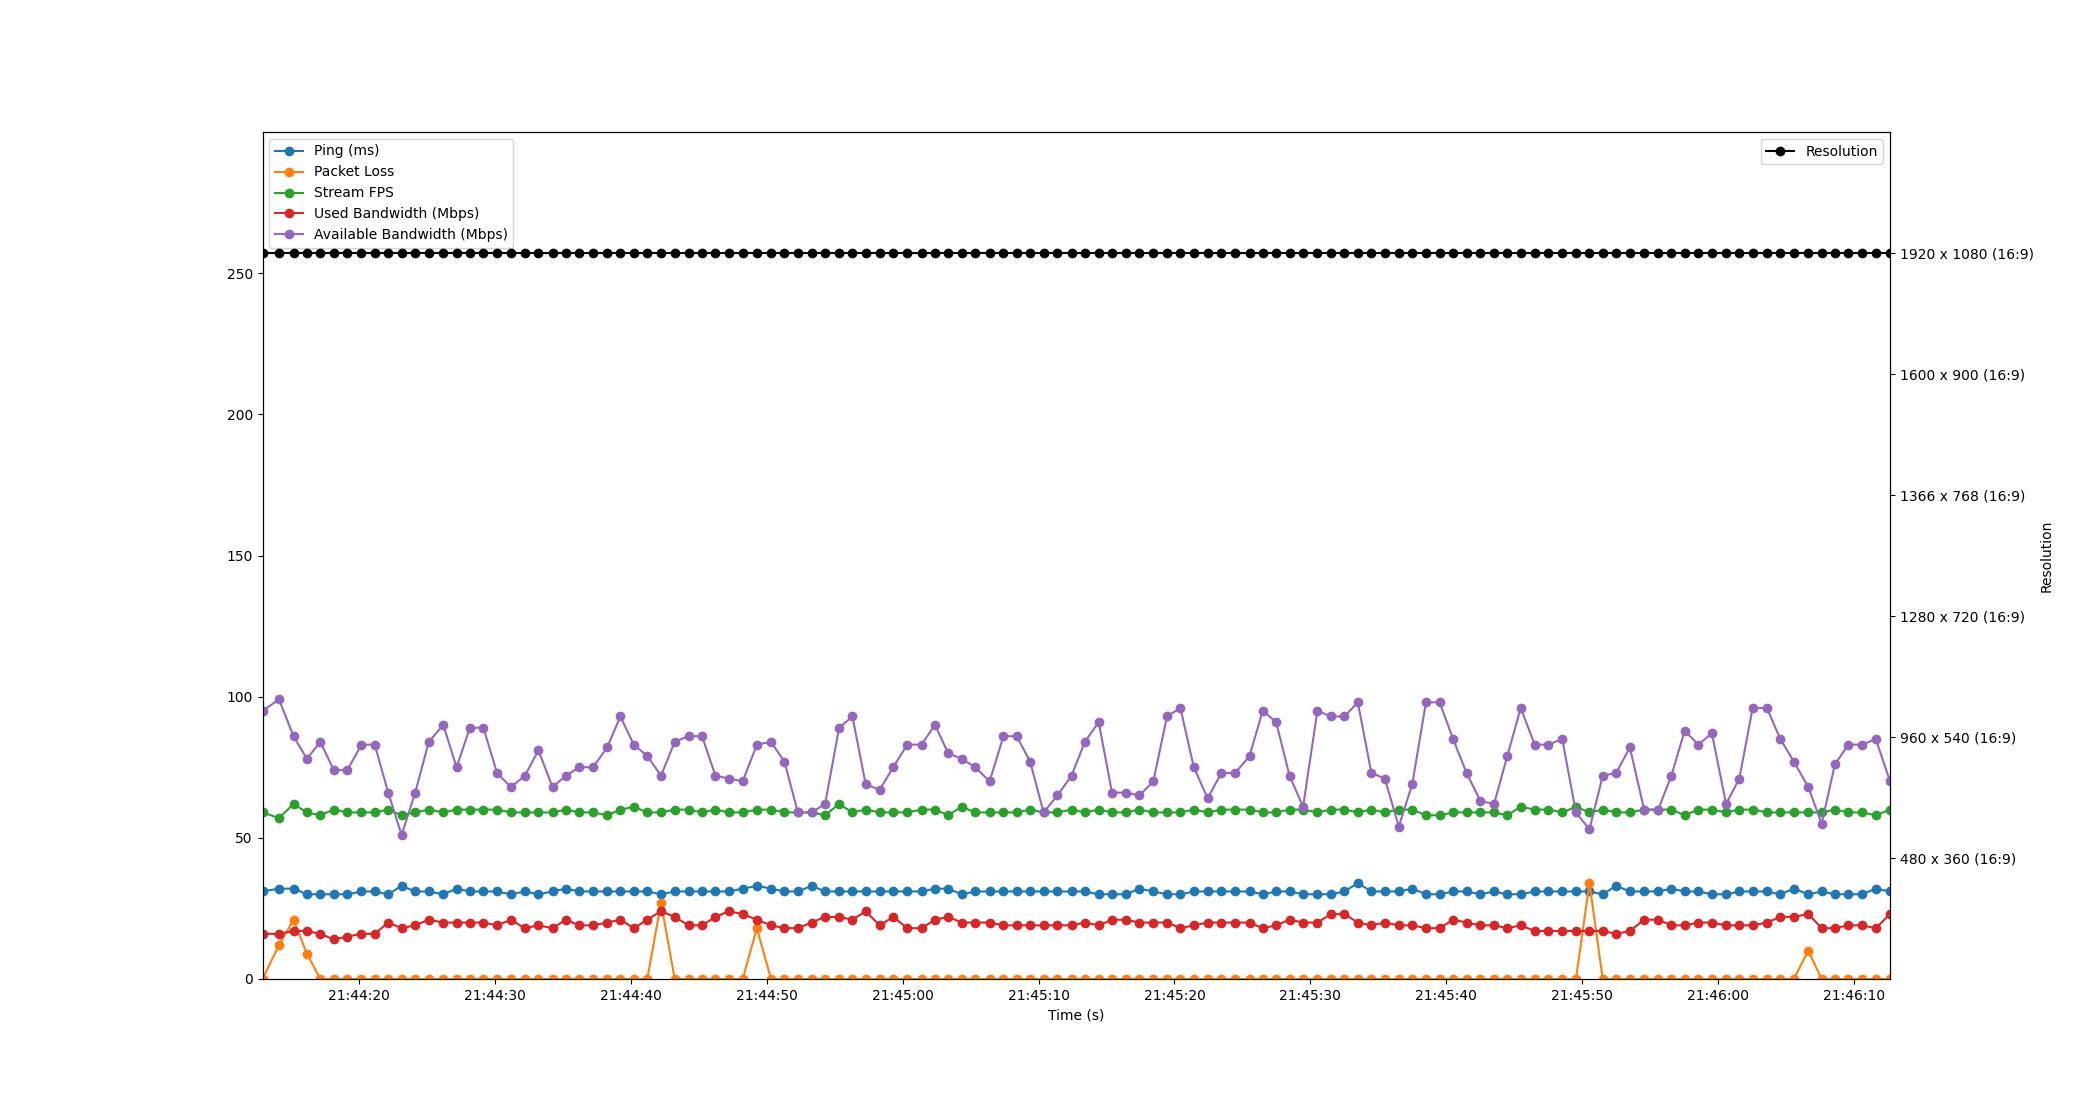 Ping (ms)
Packet Loss
Stream FPS
Used Bandwidth (Mbps)
Available Bandwidth (Mbps)
Resolution
250
200
150
100
50
0
1920 x 1080 (16:9)
1600 x 900 (16:9)
1366 x 768 (16:9)
1280 x 720 (16:9)
960 x 540 (16:9)
480 x 360 (16:9)
Resolution
21:44:20
21:44:30
21:44:40
21:44:50
21:45:00
21:45:10
21:45:20
21:45:30
21:45:40
21:45:50
21:46:00
21:46:10
Time (s)